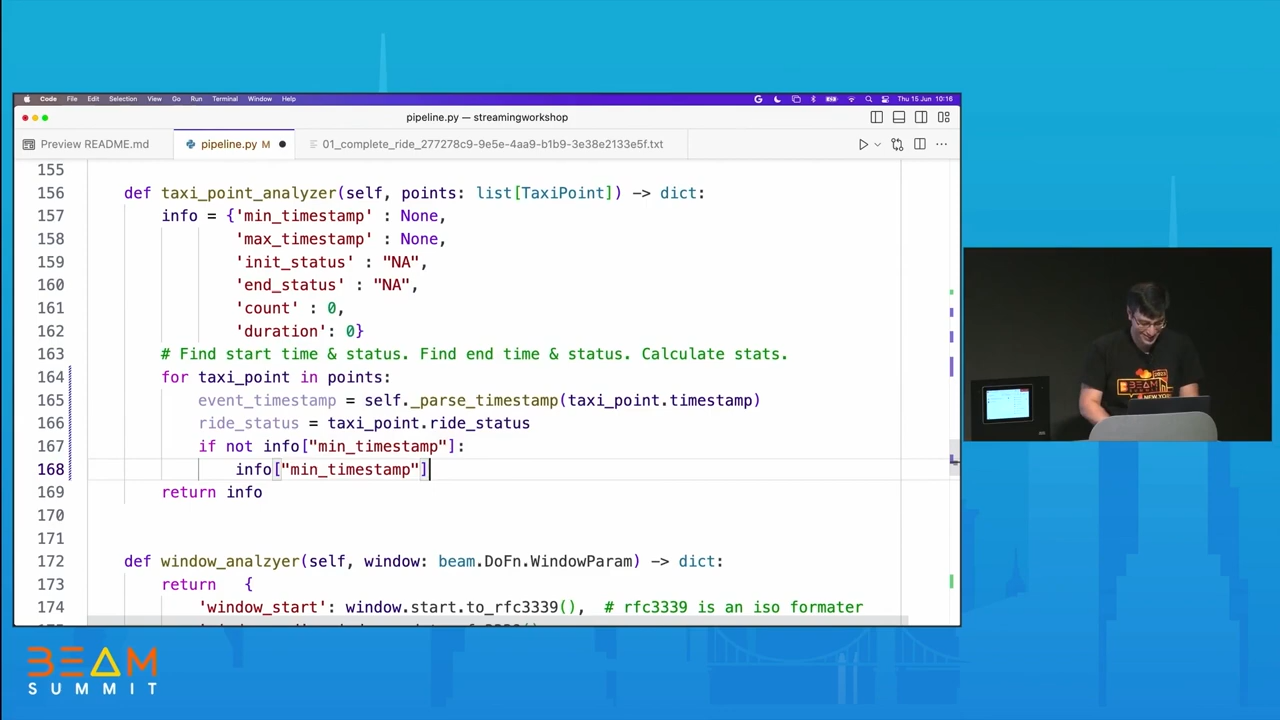 Code File Edit Selection View Go Run Terminal Window Help Thu 15 Jun 10:16
pipeline.py — streamingworkshop
Preview README.md pipeline.py M 01_complete_ride_277278c9-9e5e-4aa9-b1b9-3e38e2133e5f.txt
155
156 def taxi_point_analyzer(self, points: list[TaxiPoint]) -> dict:
157 info = {'min_timestamp' : None,
158 'max_timestamp' : None,
159 'init_status' : "NA",
160 'end_status' : "NA",
161 'count' : 0,
162 'duration': 0}
163 # Find start time & status. Find end time & status. Calculate stats.
164 for taxi_point in points:
165 event_timestamp = self._parse_timestamp(taxi_point.timestamp)
166 ride_status = taxi_point.ride_status
167 if not info["min_timestamp"]:
168 info["min_timestamp"]
169 return info
170
171
172 def window_analzyer(self, window: beam.DoFn.WindowParam) -> dict:
173 return {
174 'window_start': window.start.to_rfc3339(), # rfc3339 is an iso formater
2023
BEAM
SUMMIT
NEW YORK
BEAM
SUMMIT